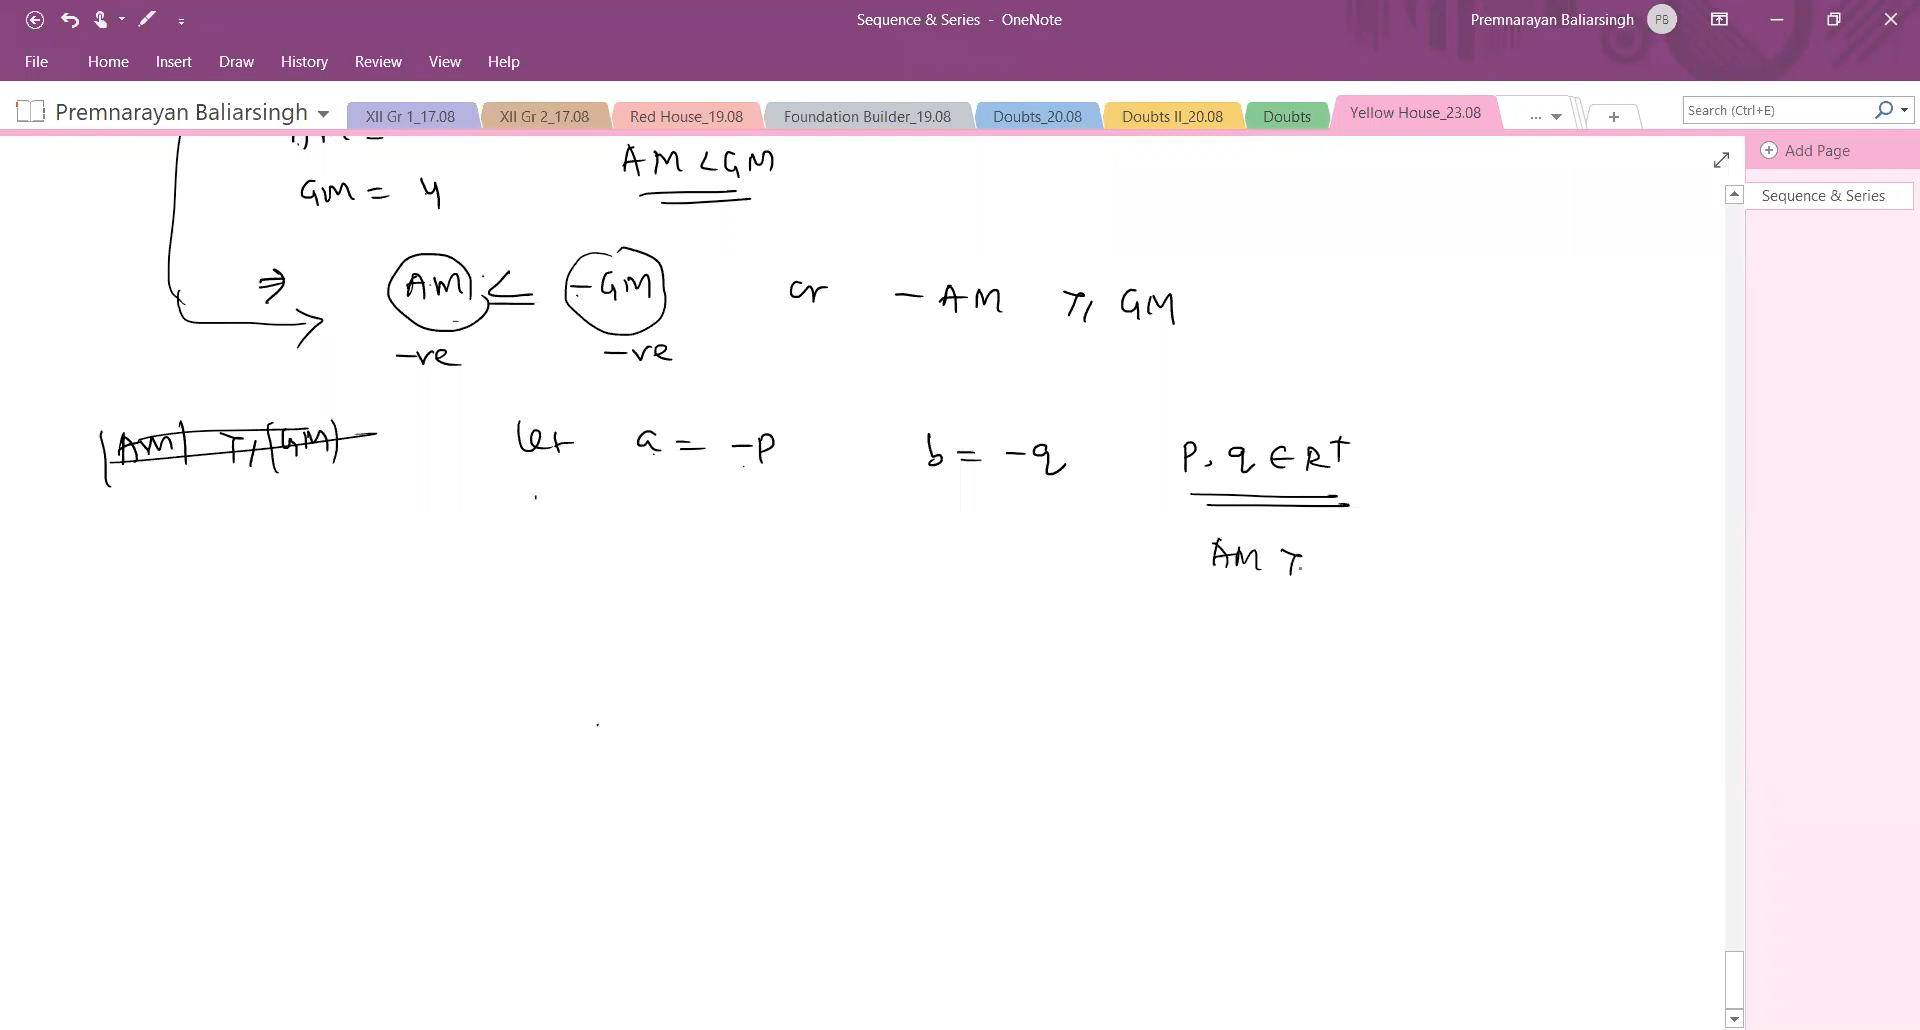 Sequence & Series - OneNote
Premnarayan Baliarsingh PB
File Home Insert Draw History Review View Help
Premnarayan Baliarsingh
XII Gr 1_17.08 XII Gr 2_17.08 Red House_19.08 Foundation Builder_19.08 Doubts_20.08 Doubts II_20.08 Doubts Yellow House_23.08 ... +
Search (Ctrl+E)
Add Page
Sequence & Series
AM < GM
GM = 4
⇒ AM ≤ -GM or - AM ≥ GM
-ve -ve
|AM| ≥ |GM| let a = -p b = -q p, q ∈ R⁺
AM >